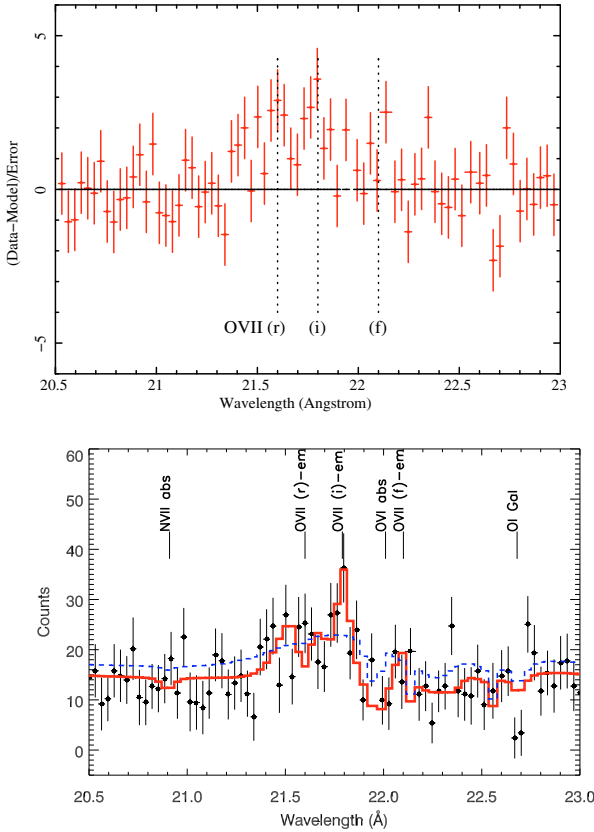 5
0
−5
(Data−Model)/Error
OVII (r) (i) (f)
20.5 21 21.5 22 22.5 23
Wavelength (Angstrom)
60
50
40
30
20
10
0
Counts
NVII abs
OVII (r)−em
OVII (i)−em
OVI abs
OVII (f)−em
OI Gal
20.5 21.0 21.5 22.0 22.5 23.0
Wavelength (Å)